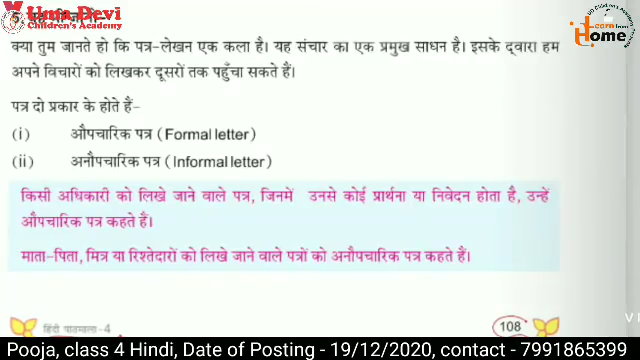 Uma Devi
Children's Academy
5.
Learn from
Home
क्या तुम जानते हो कि पत्र-लेखन एक कला है। यह संचार का एक प्रमुख साधन है। इसके द्वारा हम
अपने विचारों को लिखकर दूसरों तक पहुँचा सकते हैं।
पत्र दो प्रकार के होते हैं-
(i) औपचारिक पत्र (Formal letter)
(ii) अनौपचारिक पत्र (Informal letter)
किसी अधिकारी को लिखे जाने वाले पत्र, जिनमें उनसे कोई प्रार्थना या निवेदन होता है, उन्हें
औपचारिक पत्र कहते हैं।
माता-पिता, मित्र या रिश्तेदारों को लिखे जाने वाले पत्रों को अनौपचारिक पत्र कहते हैं।
हिंदी पाठमाला-4
108
Pooja, class 4 Hindi, Date of Posting - 19/12/2020, contact - 7991865399